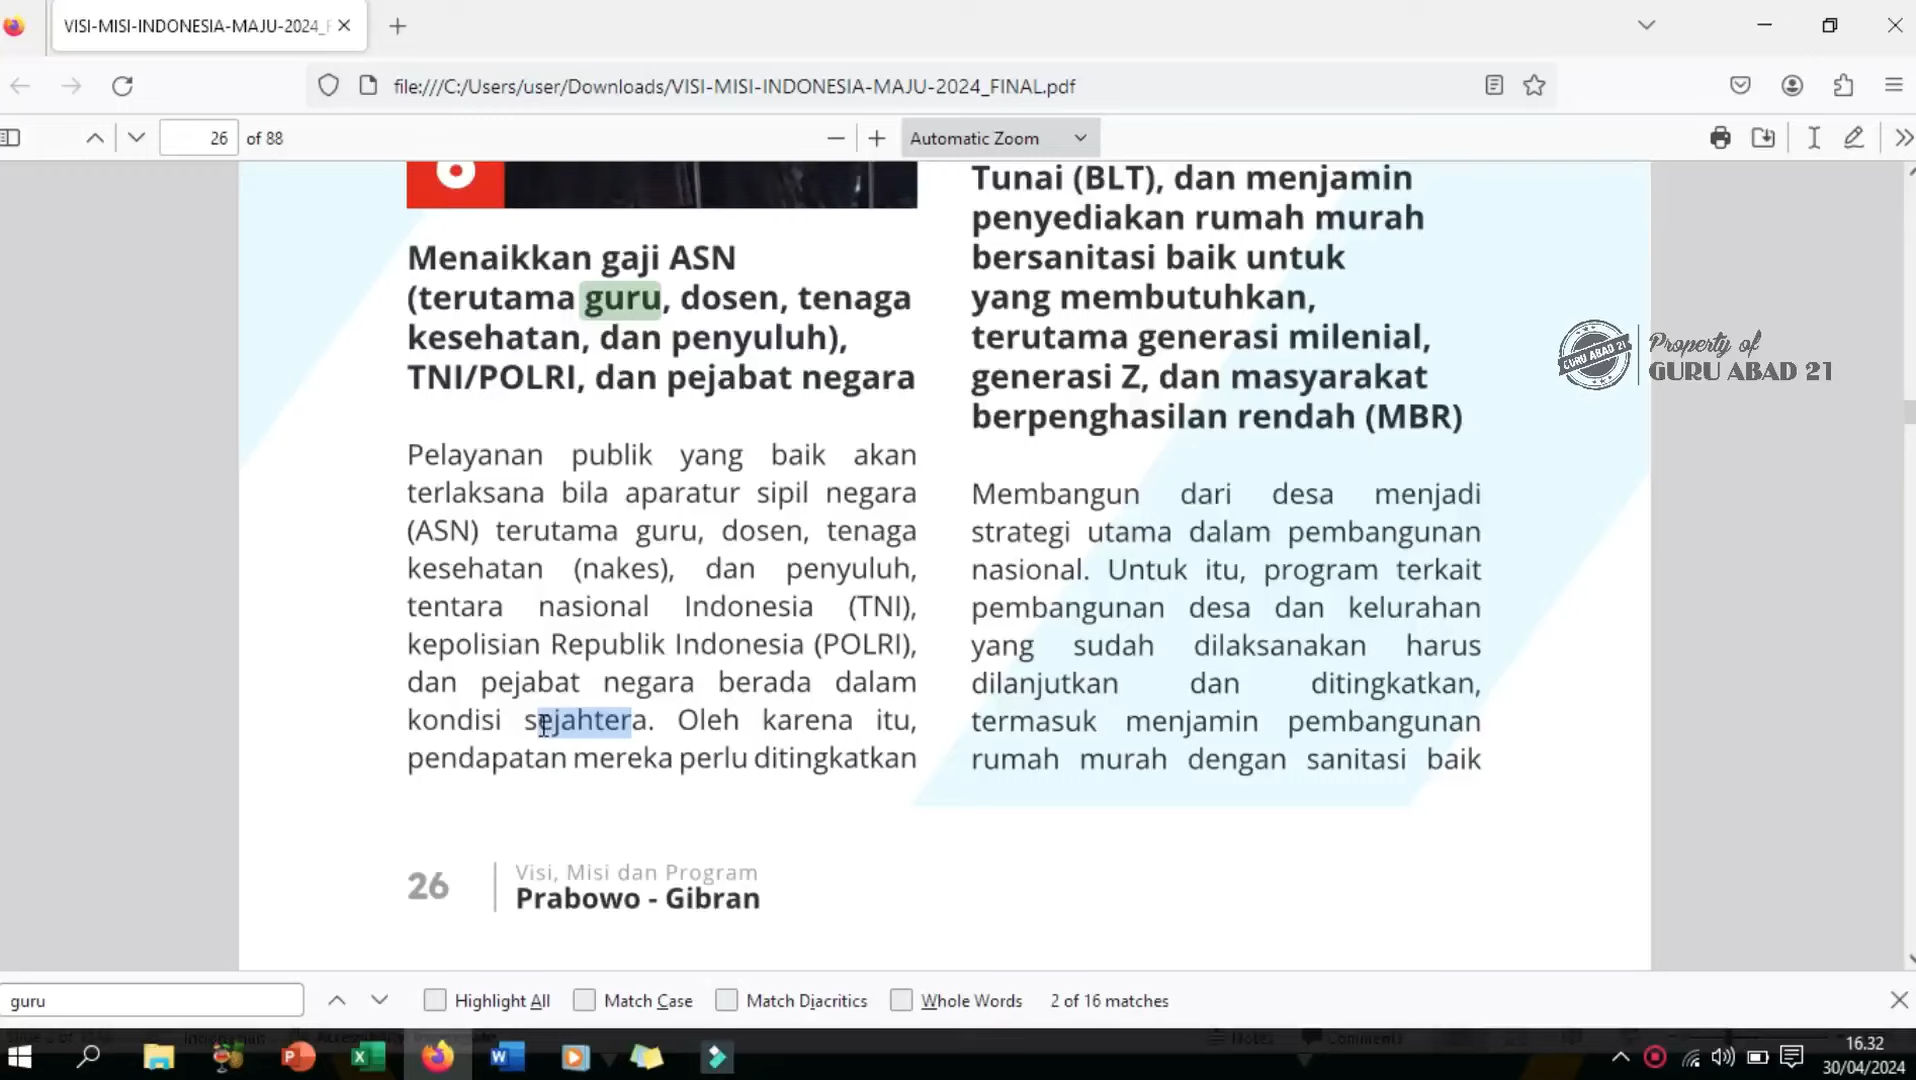 VISI-MISI-INDONESIA-MAJU-2024_F
file:///C:/Users/user/Downloads/VISI-MISI-INDONESIA-MAJU-2024_FINAL.pdf
26 of 88
Automatic Zoom
Menaikkan gaji ASN
(terutama guru, dosen, tenaga
kesehatan, dan penyuluh),
TNI/POLRI, dan pejabat negara
Pelayanan publik yang baik akan
terlaksana bila aparatur sipil negara
(ASN) terutama guru, dosen, tenaga
kesehatan (nakes), dan penyuluh,
tentara nasional Indonesia (TNI),
kepolisian Republik Indonesia (POLRI),
dan pejabat negara berada dalam
kondisi sejahtera. Oleh karena itu,
pendapatan mereka perlu ditingkatkan
Tunai (BLT), dan menjamin
penyediakan rumah murah
bersanitasi baik untuk
yang membutuhkan,
terutama generasi milenial,
generasi Z, dan masyarakat
berpenghasilan rendah (MBR)
Membangun dari desa menjadi
strategi utama dalam pembangunan
nasional. Untuk itu, program terkait
pembangunan desa dan kelurahan
yang sudah dilaksanakan harus
dilanjutkan dan ditingkatkan,
termasuk menjamin pembangunan
rumah murah dengan sanitasi baik
GURU ABAD 21
Property of
GURU ABAD 21
26
Visi, Misi dan Program
Prabowo - Gibran
guru
Highlight All
Match Case
Match Diacritics
Whole Words
2 of 16 matches
16.32
30/04/2024